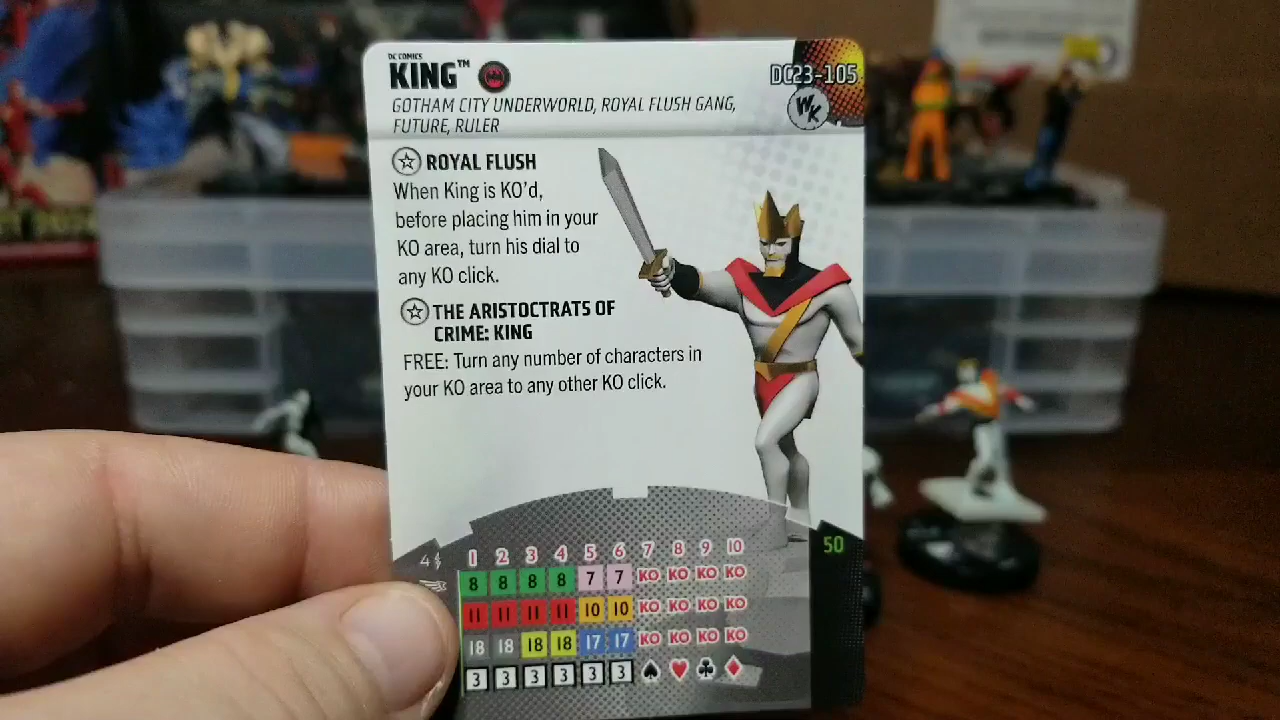 DC COMICS
KING™
DC23-105
WK
GOTHAM CITY UNDERWORLD, ROYAL FLUSH GANG,
FUTURE, RULER
ROYAL FLUSH
When King is KO'd,
before placing him in your
KO area, turn his dial to
any KO click.
THE ARISTOCTRATS OF
CRIME: KING
FREE: Turn any number of characters in
your KO area to any other KO click.
50
4 1 2 3 4 5 6 7 8 9 10
8 8 8 8 7 7 KO KO KO KO
11 11 11 11 10 10 KO KO KO KO
18 18 18 18 17 17 KO KO KO KO
3 3 3 3 3 3 ♠ ♥ ♣ ♦